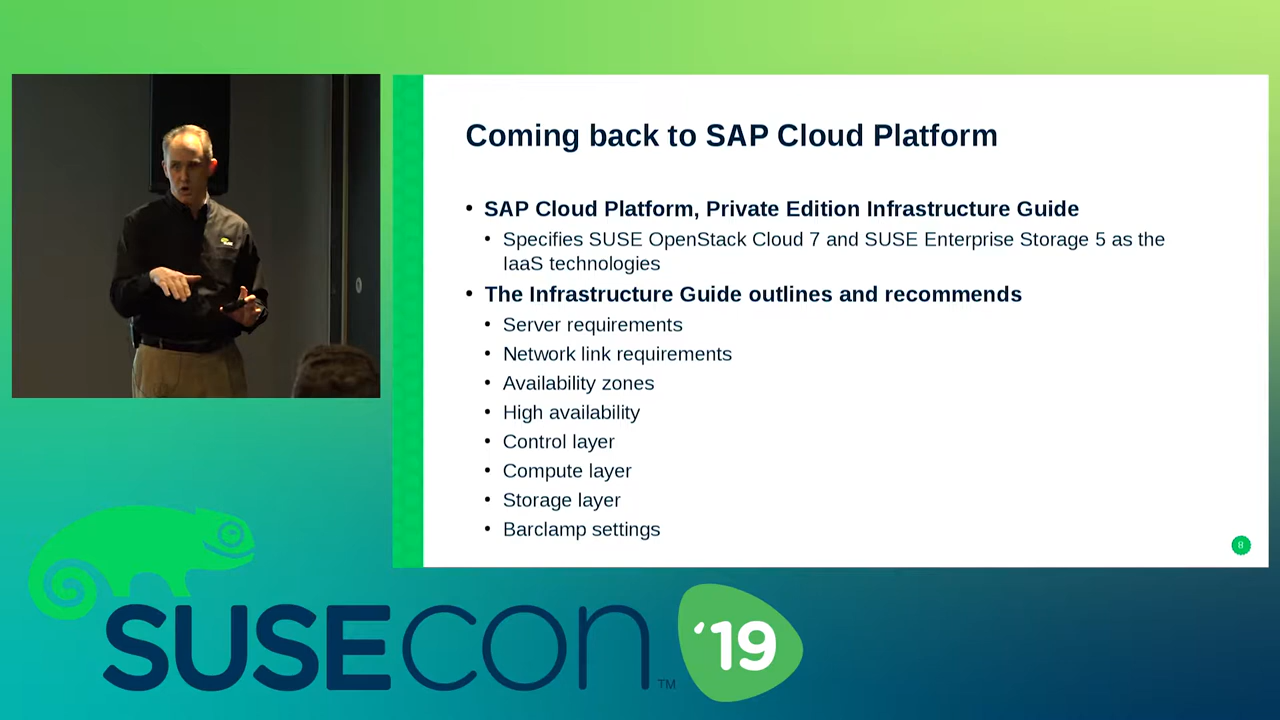 Coming back to SAP Cloud Platform
• SAP Cloud Platform, Private Edition Infrastructure Guide
• Specifies SUSE OpenStack Cloud 7 and SUSE Enterprise Storage 5 as the
IaaS technologies
• The Infrastructure Guide outlines and recommends
• Server requirements
• Network link requirements
• Availability zones
• High availability
• Control layer
• Compute layer
• Storage layer
• Barclamp settings
8
SUSECON™ '19